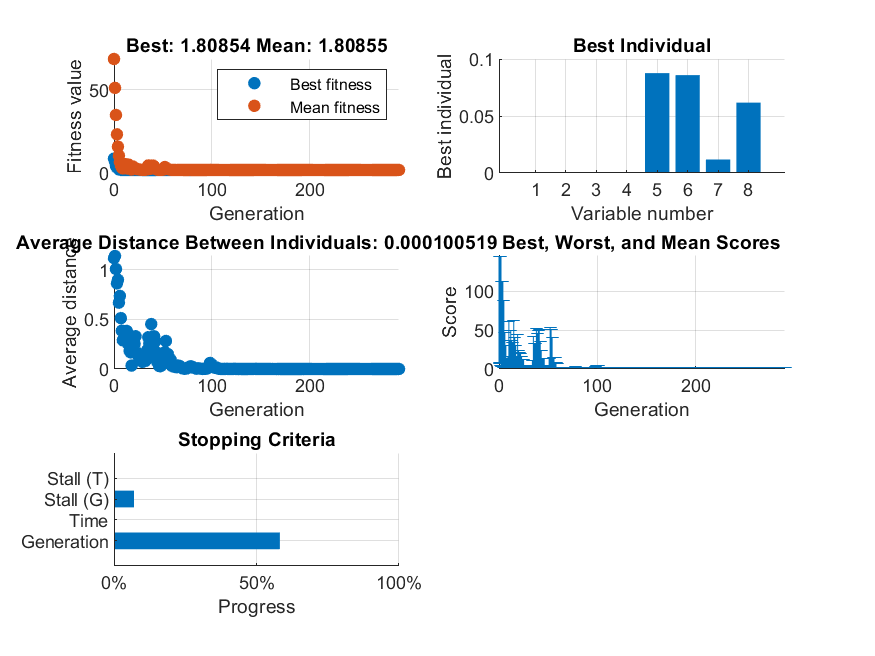 Best: 1.80854 Mean: 1.80855
Fitness value
50
0
0 100 200
Generation
Best fitness
Mean fitness
Best Individual
Best individual
0.1
0.05
0
1 2 3 4 5 6 7 8
Variable number
Average Distance Between Individuals: 0.000100519
Average distance
1
0.5
0
0 100 200
Generation
Best, Worst, and Mean Scores
Score
100
50
0
0 100 200
Generation
Stopping Criteria
Stall (T)
Stall (G)
Time
Generation
0% 50% 100%
Progress